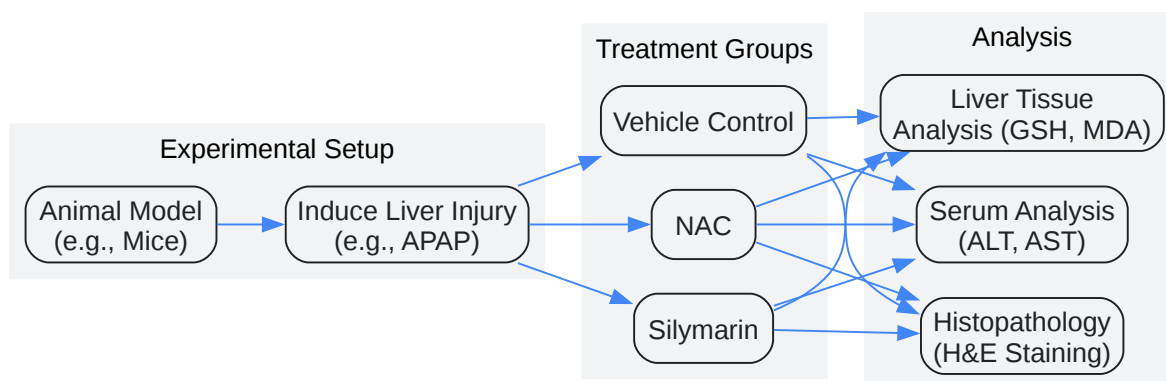 Experimental Setup
Animal Model
(e.g., Mice)
Induce Liver Injury
(e.g., APAP)
Treatment Groups
Vehicle Control
NAC
Silymarin
Analysis
Liver Tissue
Analysis (GSH, MDA)
Serum Analysis
(ALT, AST)
Histopathology
(H&E Staining)